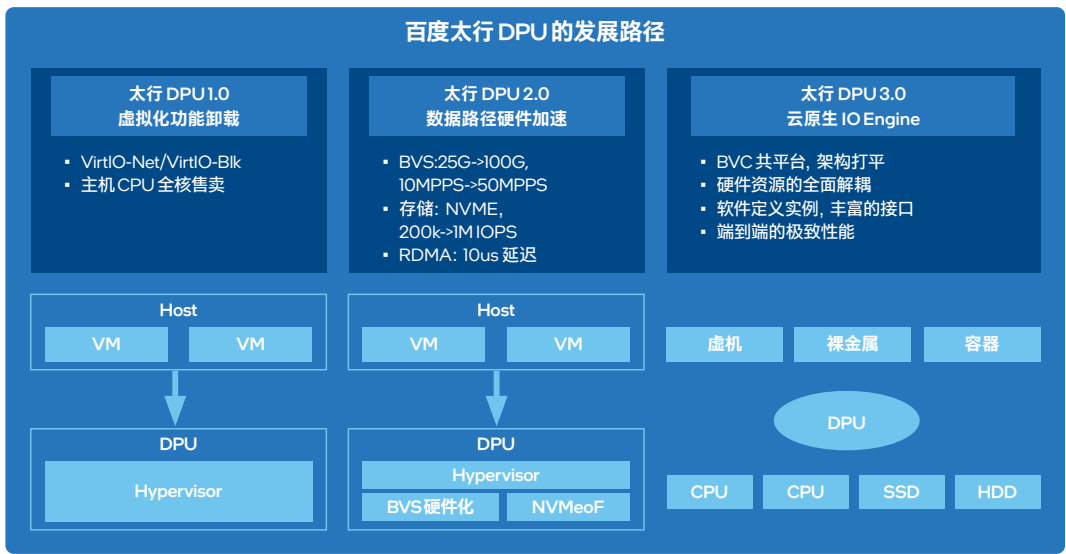 百度太行 DPU 的发展路径
太行 DPU 1.0
虚拟化功能卸载
▪ VirtIO-Net/VirtIO-Blk
▪ 主机 CPU 全核售卖
Host
VM
VM
DPU
Hypervisor
太行 DPU 2.0
数据路径硬件加速
▪ BVS:25G->100G,
10MPPS->50MPPS
▪ 存储: NVME,
200k->1M IOPS
▪ RDMA: 10us 延迟
Host
VM
VM
DPU
Hypervisor
BVS 硬件化
NVMeoF
太行 DPU 3.0
云原生 IO Engine
▪ BVC 共平台, 架构打平
▪ 硬件资源的全面解耦
▪ 软件定义实例, 丰富的接口
▪ 端到端的极致性能
虚机
裸金属
容器
DPU
CPU
CPU
SSD
HDD